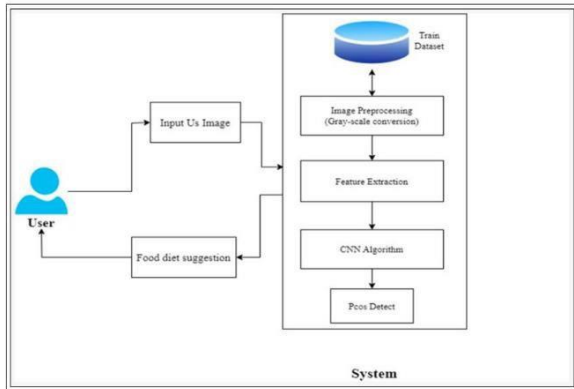 Train
Dataset
Image Preprocessing
(Gray-scale conversion)
Input Us Image
Feature Extraction
User
CNN Algorithm
Food diet suggestion
Pcos Detect
System